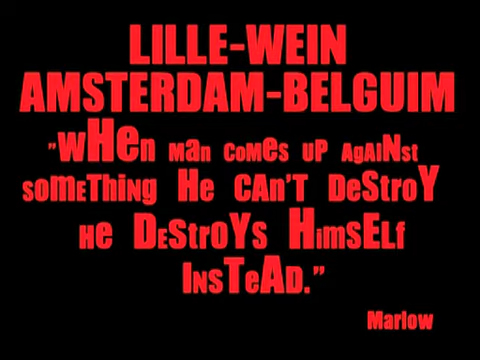 LILLE-WEIN
AMSTERDAM-BELGUIM
"wHen man comes UP AgAINst
somETHiNg He CAn'T DeStroY
He DEStroYs HimsELf
InsTeAD."
Marlow